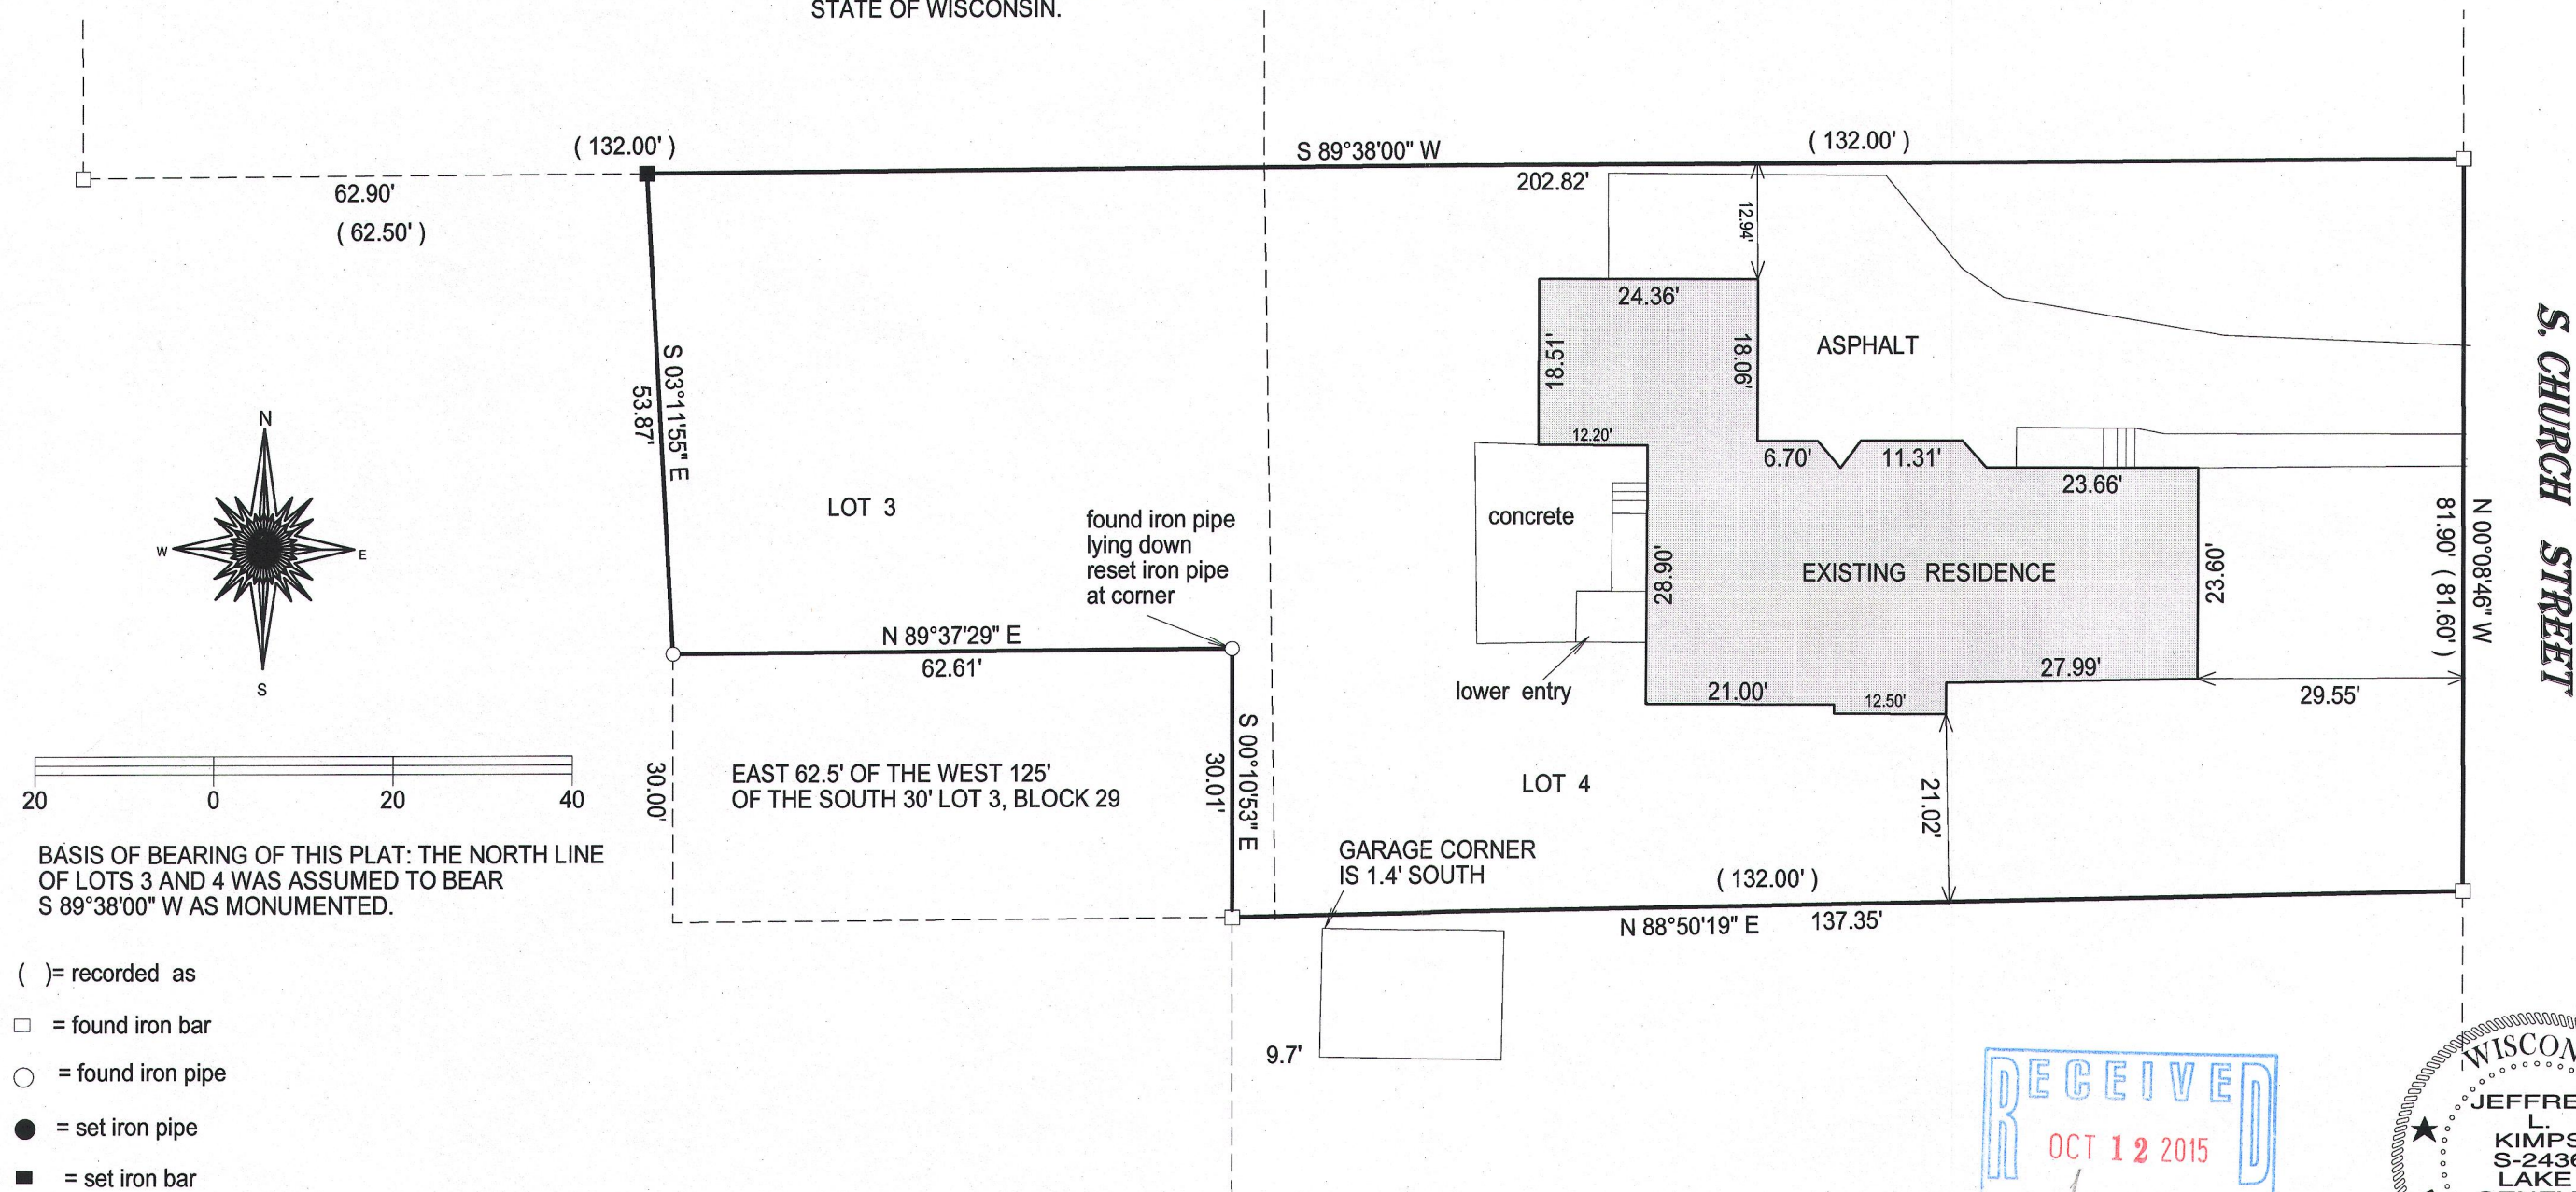 STATE OF WISCONSIN.
( 132.00' )
S 89°38'00" W
( 132.00' )
202.82'
62.90'
( 62.50' )
12.94'
24.36'
18.51'
18.06'
ASPHALT
12.20'
6.70'
11.31'
23.66'
S 03°11'55" E
53.87'
LOT 3
found iron pipe
lying down
reset iron pipe
at corner
concrete
28.90'
EXISTING RESIDENCE
23.60'
N 00°08'46" W
81.90' ( 81.60' )
S. CHURCH STREET
N
W
E
S
N 89°37'29" E
62.61'
lower entry
21.00'
12.50'
27.99'
29.55'
20 0 20 40
30.00'
EAST 62.5' OF THE WEST 125'
OF THE SOUTH 30' LOT 3, BLOCK 29
30.01'
S 00°10'53" E
LOT 4
21.02'
BASIS OF BEARING OF THIS PLAT: THE NORTH LINE
OF LOTS 3 AND 4 WAS ASSUMED TO BEAR
S 89°38'00" W AS MONUMENTED.
GARAGE CORNER
IS 1.4' SOUTH
( 132.00' )
N 88°50'19" E
137.35'
( )= recorded as
= found iron bar
= found iron pipe
= set iron pipe
= set iron bar
9.7'
RECEIVED
OCT 12 2015
WISCON
JEFFRE
L.
KIMPS
S-2436
LAKE